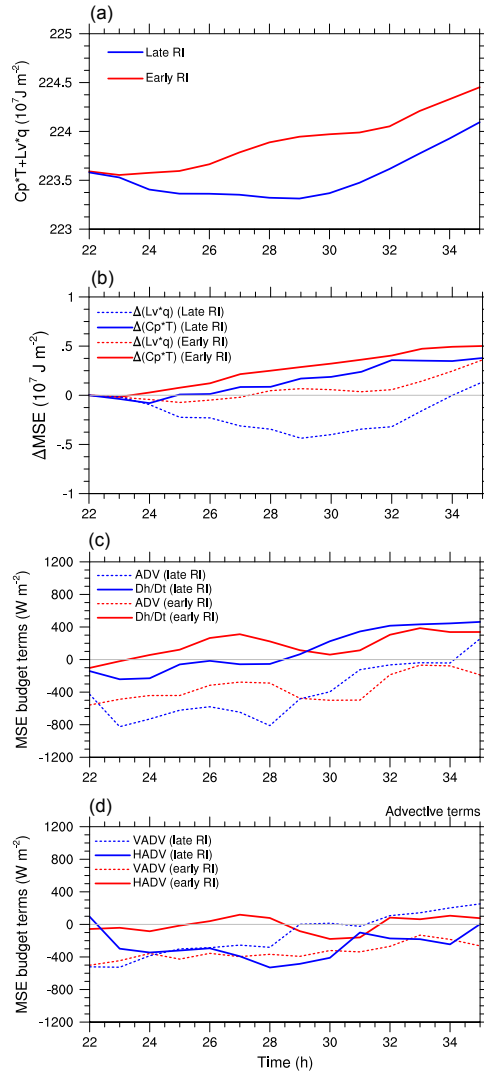 (a)
225
224.5
224
223.5
223
Cp*T+Lv*q (10⁷J m⁻²)
Late RI
Early RI
22 24 26 28 30 32 34
(b)
1
.5
0
-.5
-1
ΔMSE (10⁷ J m⁻²)
Δ(Lv*q) (Late RI)
Δ(Cp*T) (Late RI)
Δ(Lv*q) (Early RI)
Δ(Cp*T) (Early RI)
22 24 26 28 30 32 34
(c)
1200
800
400
0
-400
-800
-1200
MSE budget terms (W m⁻²)
ADV (late RI)
Dh/Dt (late RI)
ADV (early RI)
Dh/Dt (early RI)
22 24 26 28 30 32 34
(d)
Advective terms
1200
800
400
0
-400
-800
-1200
MSE budget terms (W m⁻²)
VADV (late RI)
HADV (late RI)
VADV (early RI)
HADV (early RI)
22 24 26 28 30 32 34
Time (h)